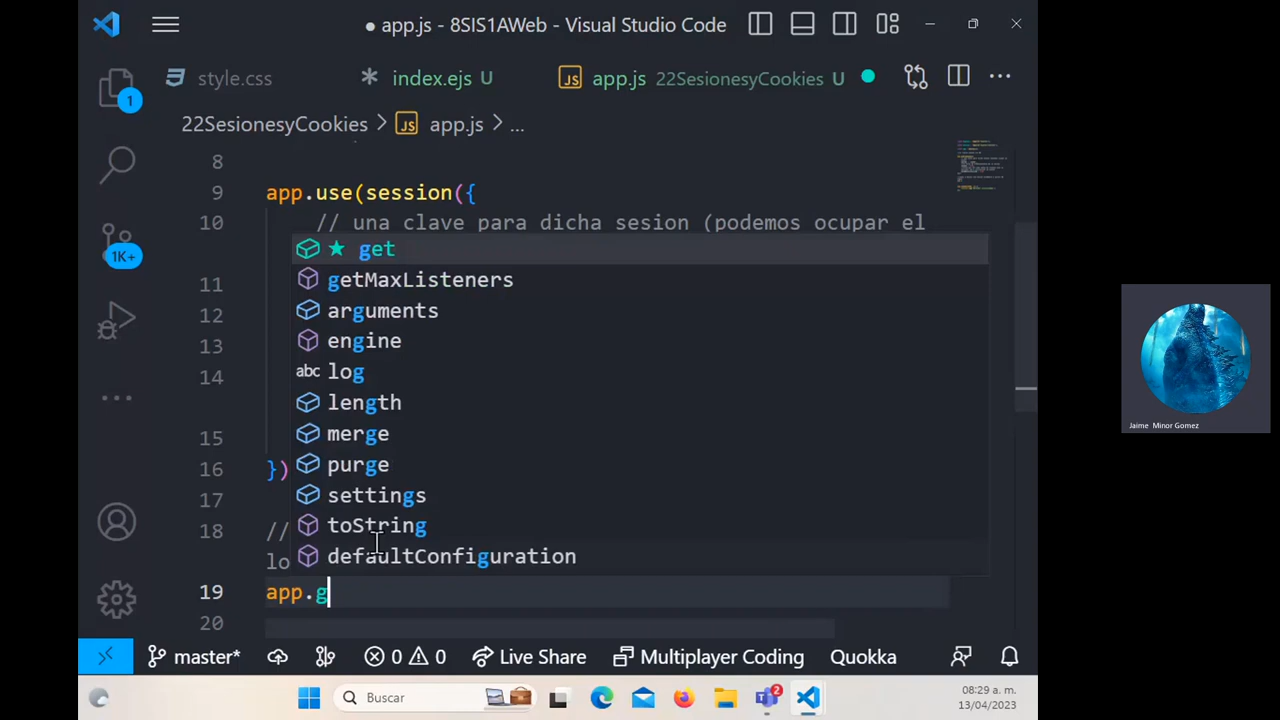 ● app.js - 8SIS1AWeb - Visual Studio Code
style.css
index.ejs U
JS app.js 22SesionesyCookies U
22SesionesyCookies > JS app.js > ...
1
8
9 app.use(session({
10 // una clave para dicha sesion (podemos ocupar el
★ get
1K+
11 getMaxListeners
12 arguments
13 engine
14 abc log
length
15 merge
16 }) purge
17 settings
18 // toString
lo defaultConfiguration
19 app.g
20
master* 0 0 Live Share Multiplayer Coding Quokka
Buscar
2
08:29 a. m.
13/04/2023
Jaime Minor Gomez